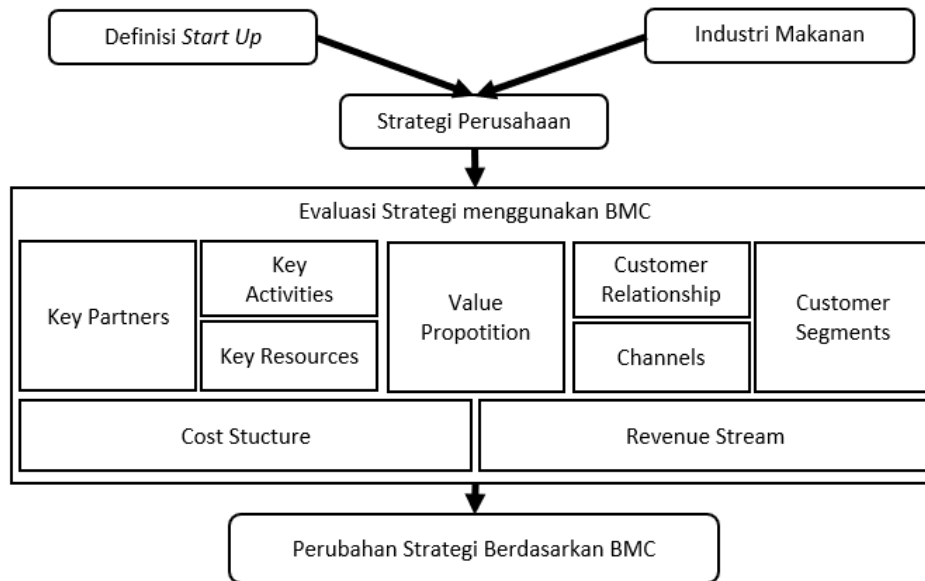 Definisi Start Up
Industri Makanan
Strategi Perusahaan
Evaluasi Strategi menggunakan BMC
Key Partners
Key
Activities
Key Resources
Value
Propotition
Customer
Relationship
Channels
Customer
Segments
Cost Stucture
Revenue Stream
Perubahan Strategi Berdasarkan BMC